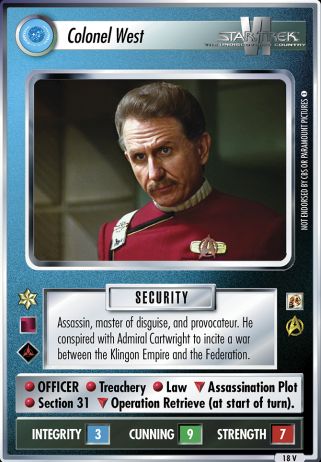 Colonel West
STAR TREK VI
THE UNDISCOVERED COUNTRY
NOT ENDORSED BY CBS OR PARAMOUNT PICTURES
SECURITY
Assassin, master of disguise, and provocateur. He
conspired with Admiral Cartwright to incite a war
between the Klingon Empire and the Federation.
OFFICER Treachery Law Assassination Plot
Section 31 Operation Retrieve (at start of turn).
INTEGRITY 3 CUNNING 9 STRENGTH 7
18 V